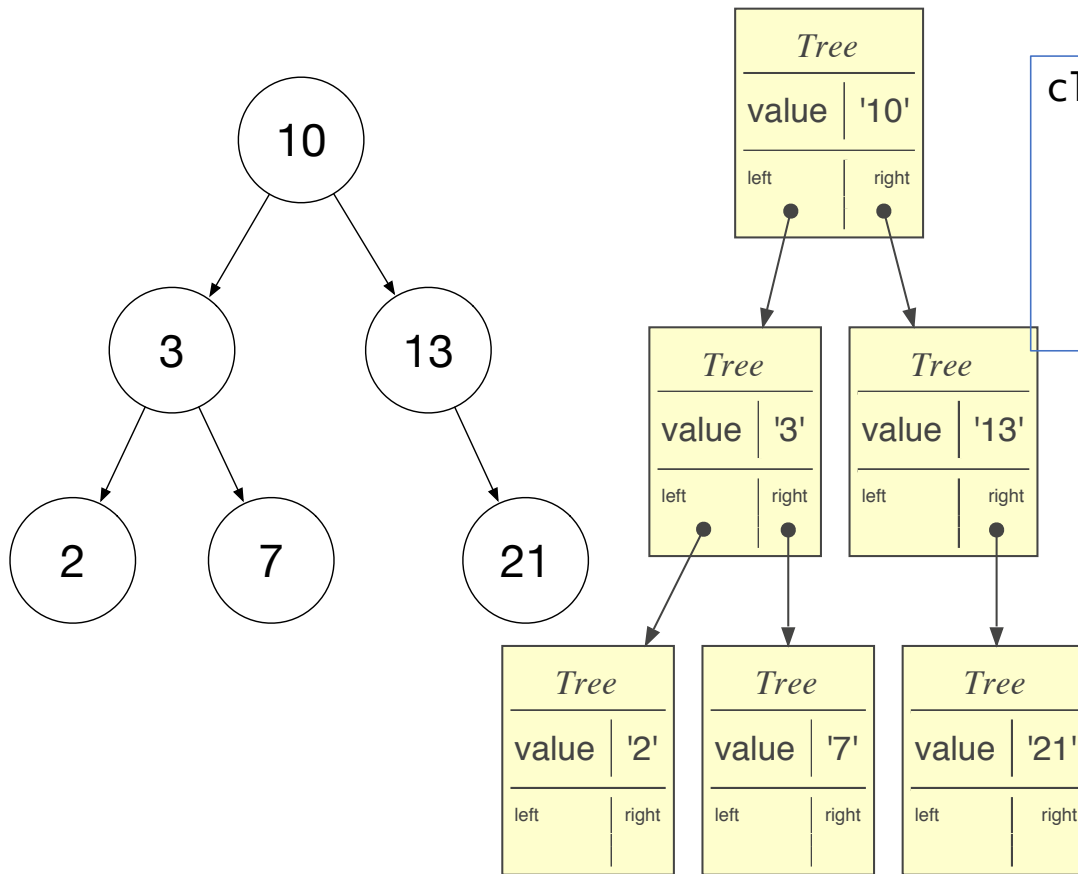 10
3
13
2
7
21
Tree
value '10'
left right
Tree
value '3'
left right
Tree
value '13'
left right
Tree
value '2'
left right
Tree
value '7'
left right
Tree
value '21'
left right